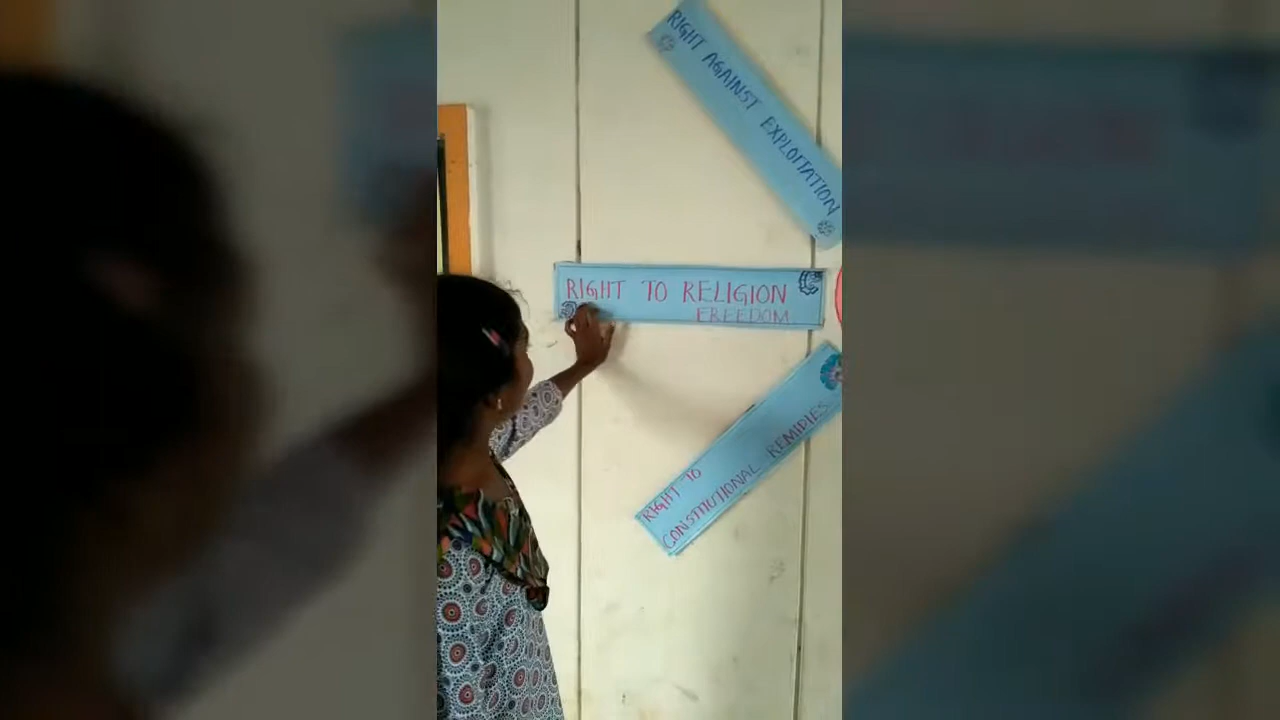 RIGHT AGAINST EXPLOITATION
RIGHT TO RELIGION
FREEDOM
RIGHT TO
CONSTITUTIONAL REMIDIES